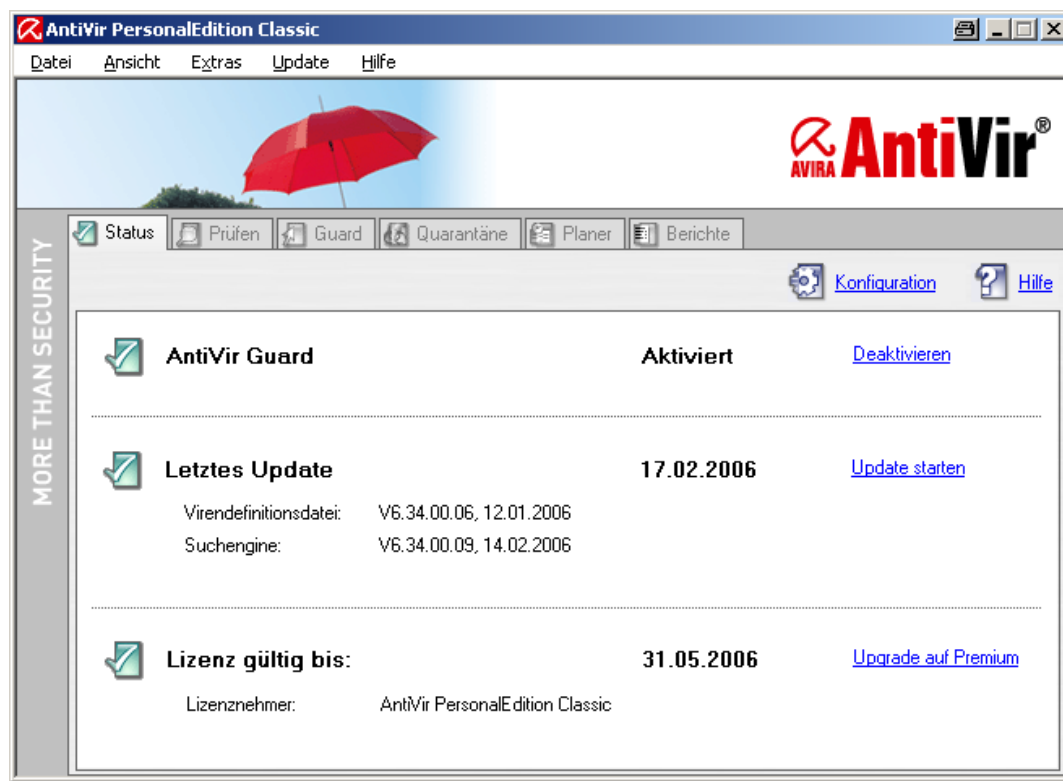 AntiVir PersonalEdition Classic
Datei Ansicht Extras Update Hilfe
AVIRA AntiVir®
MORE THAN SECURITY
Status Prüfen Guard Quarantäne Planer Berichte
Konfiguration Hilfe
AntiVir Guard Aktiviert Deaktivieren
Letztes Update 17.02.2006 Update starten
Virendefinitionsdatei: V6.34.00.06, 12.01.2006
Suchengine: V6.34.00.09, 14.02.2006
Lizenz gültig bis: 31.05.2006 Upgrade auf Premium
Lizenznehmer: AntiVir PersonalEdition Classic